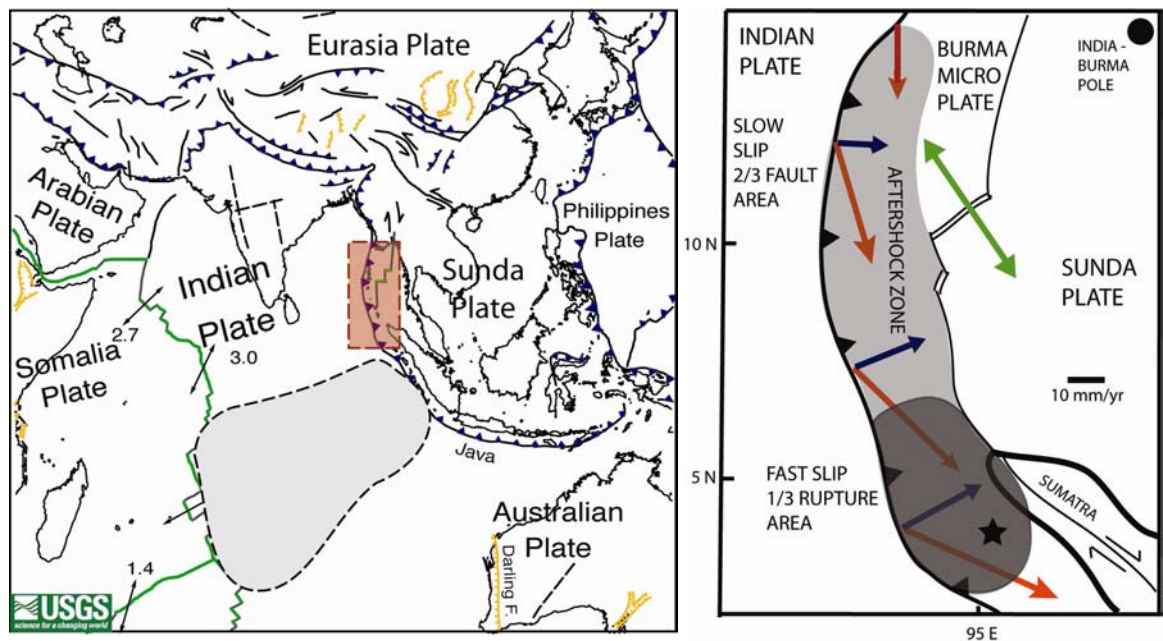 Eurasia Plate
Arabian
Plate
Indian
Plate
Philippines
Plate
Sunda
Plate
2.7
3.0
Somalia
Plate
Java
Australian
Plate
Darling F.
1.4
USGS
science for a changing world
INDIAN
PLATE
BURMA
MICRO
PLATE
INDIA -
BURMA
POLE
SLOW
SLIP
2/3 FAULT
AREA
AFTERSHOCK ZONE
10 N
SUNDA
PLATE
10 mm/yr
5 N
FAST SLIP
1/3 RUPTURE
AREA
SUMATRA
95 E